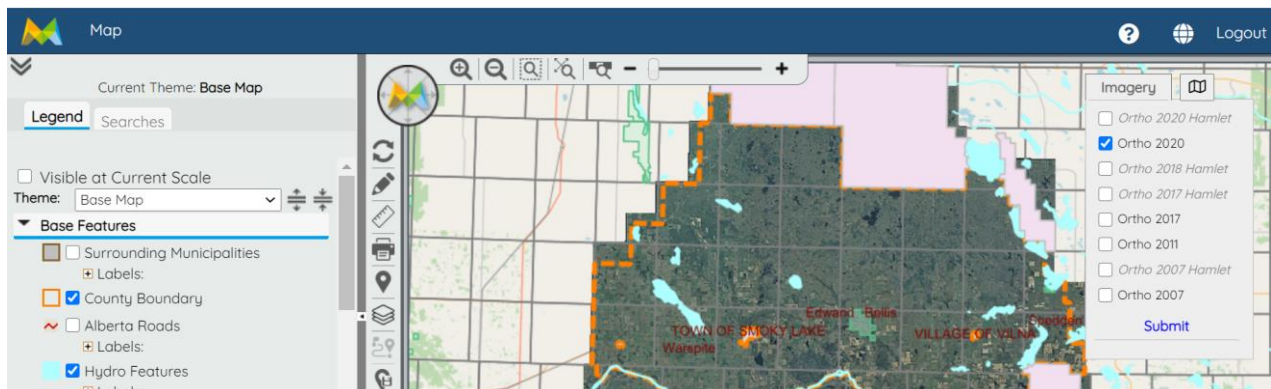 Map
Logout
Current Theme: Base Map
Legend
Searches
Visible at Current Scale
Theme: Base Map
Base Features
Surrounding Municipalities
Labels:
County Boundary
Alberta Roads
Labels:
Hydro Features
Imagery
Ortho 2020 Hamlet
Ortho 2020
Ortho 2018 Hamlet
Ortho 2017 Hamlet
Ortho 2017
Ortho 2011
Ortho 2007 Hamlet
Ortho 2007
Submit
Edwand Bellis
TOWN OF SMOKY LAKE
VILLAGE OF VILNA
Warspite